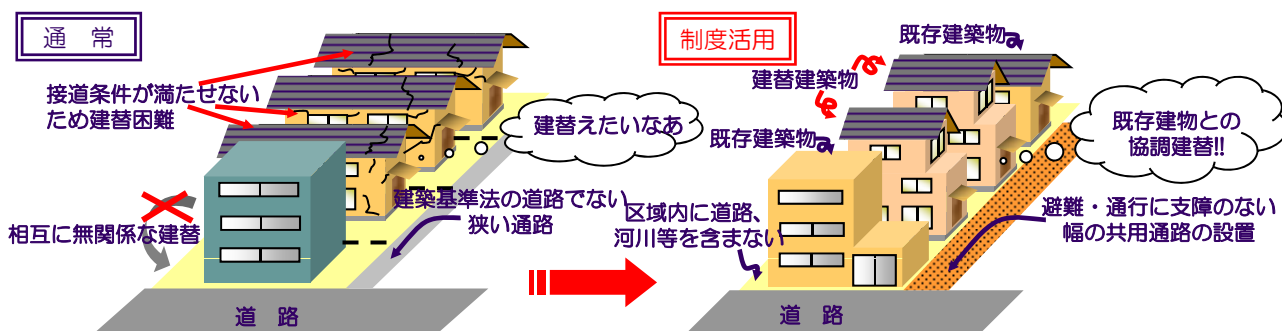 通 常
接道条件が満たせない
ため建替困難
建替えたいなあ
建築基準法の道路でない
狭い通路
相互に無関係な建替
道 路
制度活用
既存建築物
建替建築物
既存建築物
既存建物との
協調建替!!
区域内に道路、
河川等を含まない
避難・通行に支障のない
幅の共用通路の設置
道 路